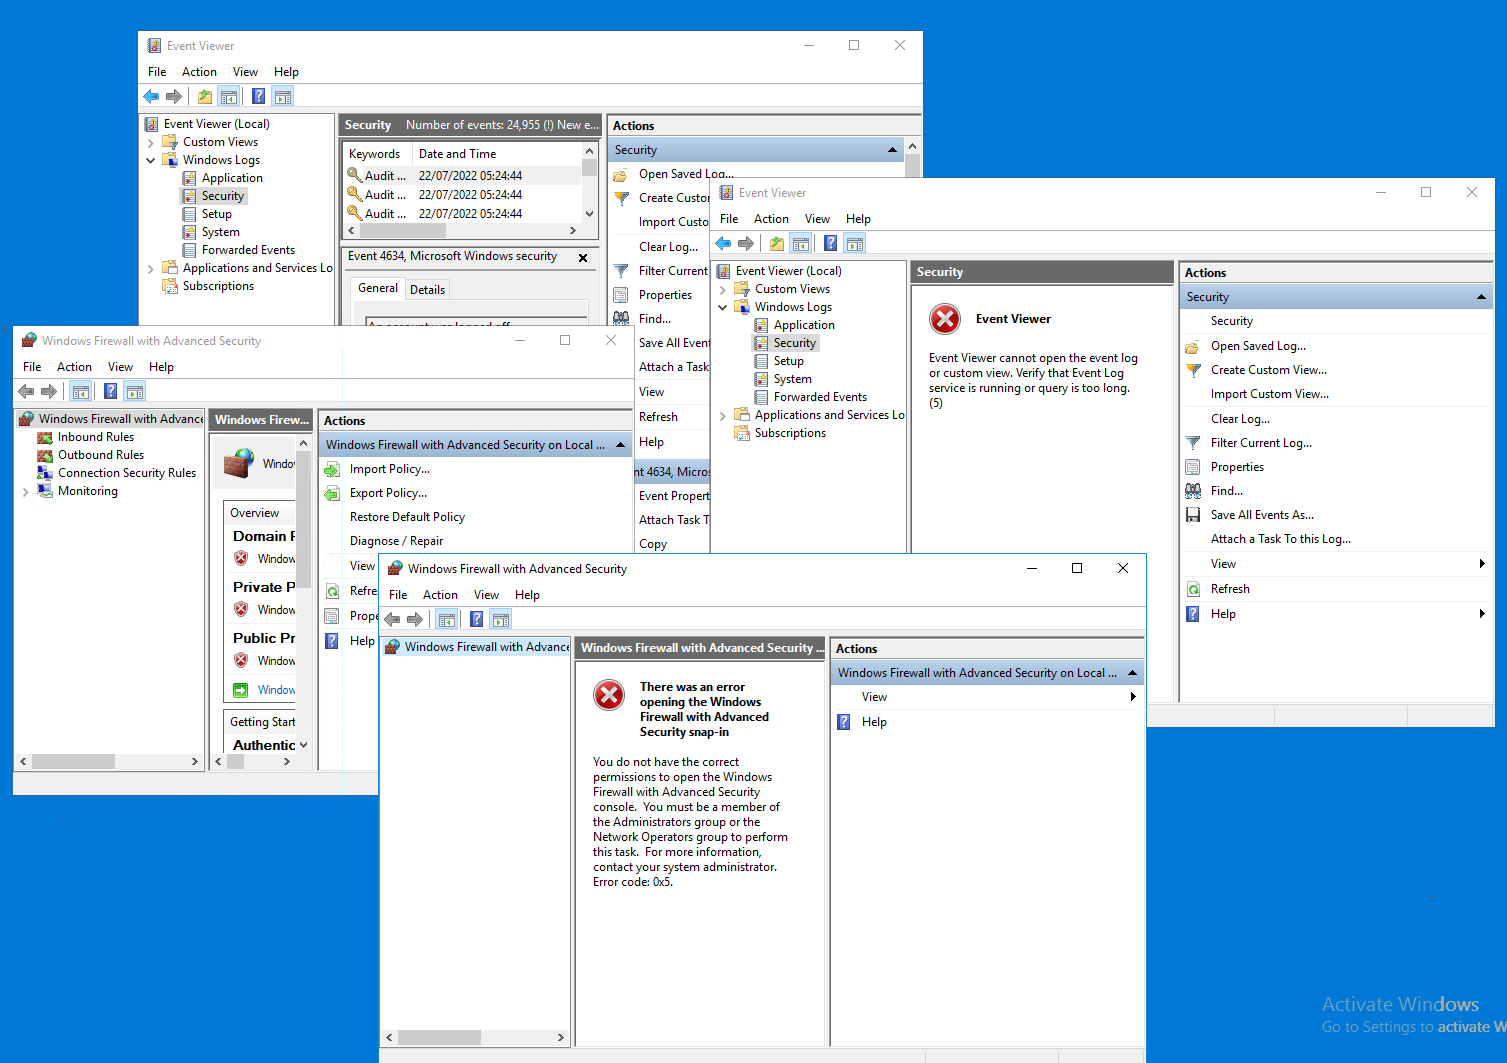 Event Viewer
File Action View Help
Event Viewer (Local)
Custom Views
Windows Logs
Application
Security
Setup
System
Forwarded Events
Applications and Services Lo
Subscriptions
Security Number of events: 24,955 (!) New e...
Keywords Date and Time
Audit ... 22/07/2022 05:24:44
Audit ... 22/07/2022 05:24:44
Audit ... 22/07/2022 05:24:44
Event 4634, Microsoft Windows security
General Details
An account was logged off
Actions
Security
Open Saved Log...
Create Custo
Import Custo
Clear Log...
Filter Current
Properties
Find...
Save All Event
Attach a Task
View
Refresh
Help
nt 4634, Micros
Event Propert
Attach Task T
Copy
Event Viewer
File Action View Help
Event Viewer (Local)
Custom Views
Windows Logs
Application
Security
Setup
System
Forwarded Events
Applications and Services Lo
Subscriptions
Security
Event Viewer
Event Viewer cannot open the event log
or custom view. Verify that Event Log
service is running or query is too long.
(5)
Actions
Security
Security
Open Saved Log...
Create Custom View...
Import Custom View...
Clear Log...
Filter Current Log...
Properties
Find...
Save All Events As...
Attach a Task To this Log...
View
Refresh
Help
Windows Firewall with Advanced Security
File Action View Help
Windows Firewall with Advance
Inbound Rules
Outbound Rules
Connection Security Rules
Monitoring
Windows Firew...
Windo
Overview
Domain P
Window
Private P
Window
Public Pr
Window
Window
Getting Start
Authentic
Actions
Windows Firewall with Advanced Security on Local ...
Import Policy...
Export Policy...
Restore Default Policy
Diagnose / Repair
View
Refre
Prope
Help
Windows Firewall with Advanced Security
File Action View Help
Windows Firewall with Advance
Windows Firewall with Advanced Security ...
There was an error
opening the Windows
Firewall with Advanced
Security snap-in
You do not have the correct
permissions to open the Windows
Firewall with Advanced Security
console. You must be a member of
the Administrators group or the
Network Operators group to perform
this task. For more information,
contact your system administrator.
Error code: 0x5.
Actions
Windows Firewall with Advanced Security on Local ...
View
Help
Activate Windows
Go to Settings to activate W